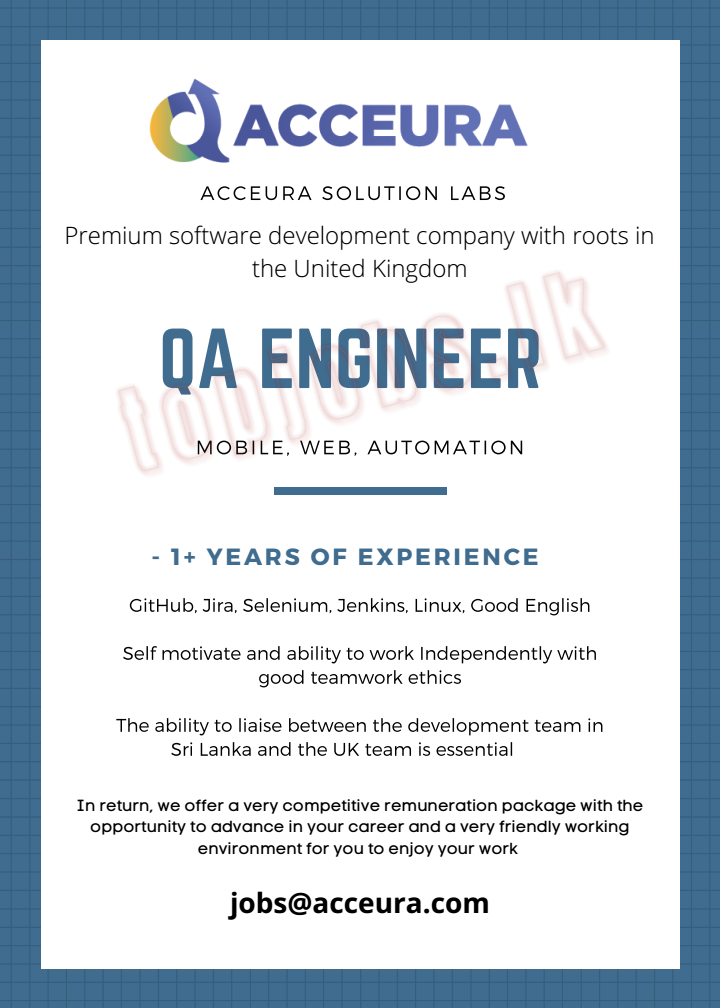 ACCEURA
ACCEURA SOLUTION LABS
Premium software development company with roots in
the United Kingdom
topjobs.lk
QA ENGINEER
MOBILE, WEB, AUTOMATION
- 1+ YEARS OF EXPERIENCE
GitHub, Jira, Selenium, Jenkins, Linux, Good English
Self motivate and ability to work Independently with
good teamwork ethics
The ability to liaise between the development team in
Sri Lanka and the UK team is essential
In return, we offer a very competitive remuneration package with the
opportunity to advance in your career and a very friendly working
environment for you to enjoy your work
jobs@acceura.com